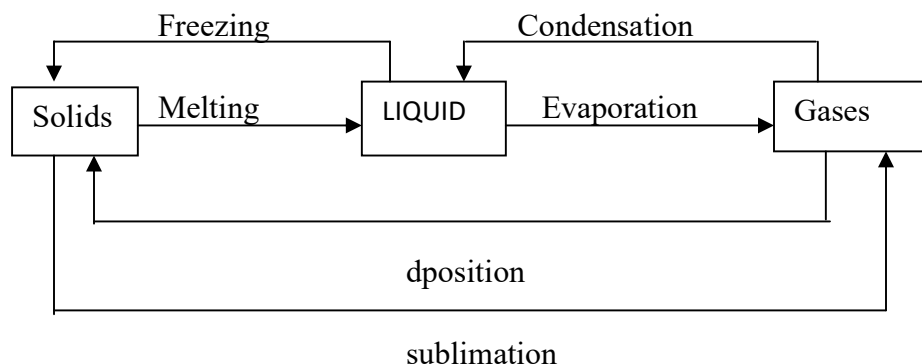 Freezing Condensation
Solids Melting LIQUID Evaporation Gases
dposition
sublimation